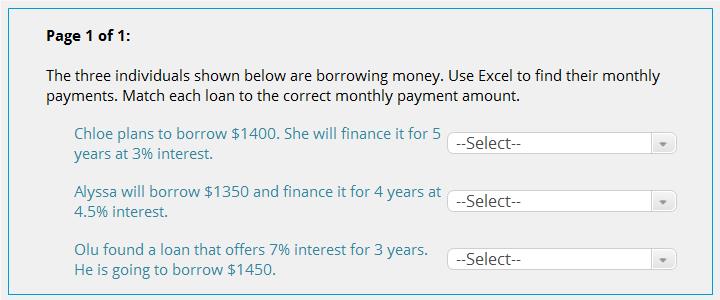 Page 1 of 1:
The three individuals shown below are borrowing money. Use Excel to find their monthly
payments. Match each loan to the correct monthly payment amount.
Chloe plans to borrow $1400. She will finance it for 5
years at 3% interest.
--Select--
Alyssa will borrow $1350 and finance it for 4 years at
4.5% interest.
--Select--
Olu found a loan that offers 7% interest for 3 years.
He is going to borrow $1450.
--Select--